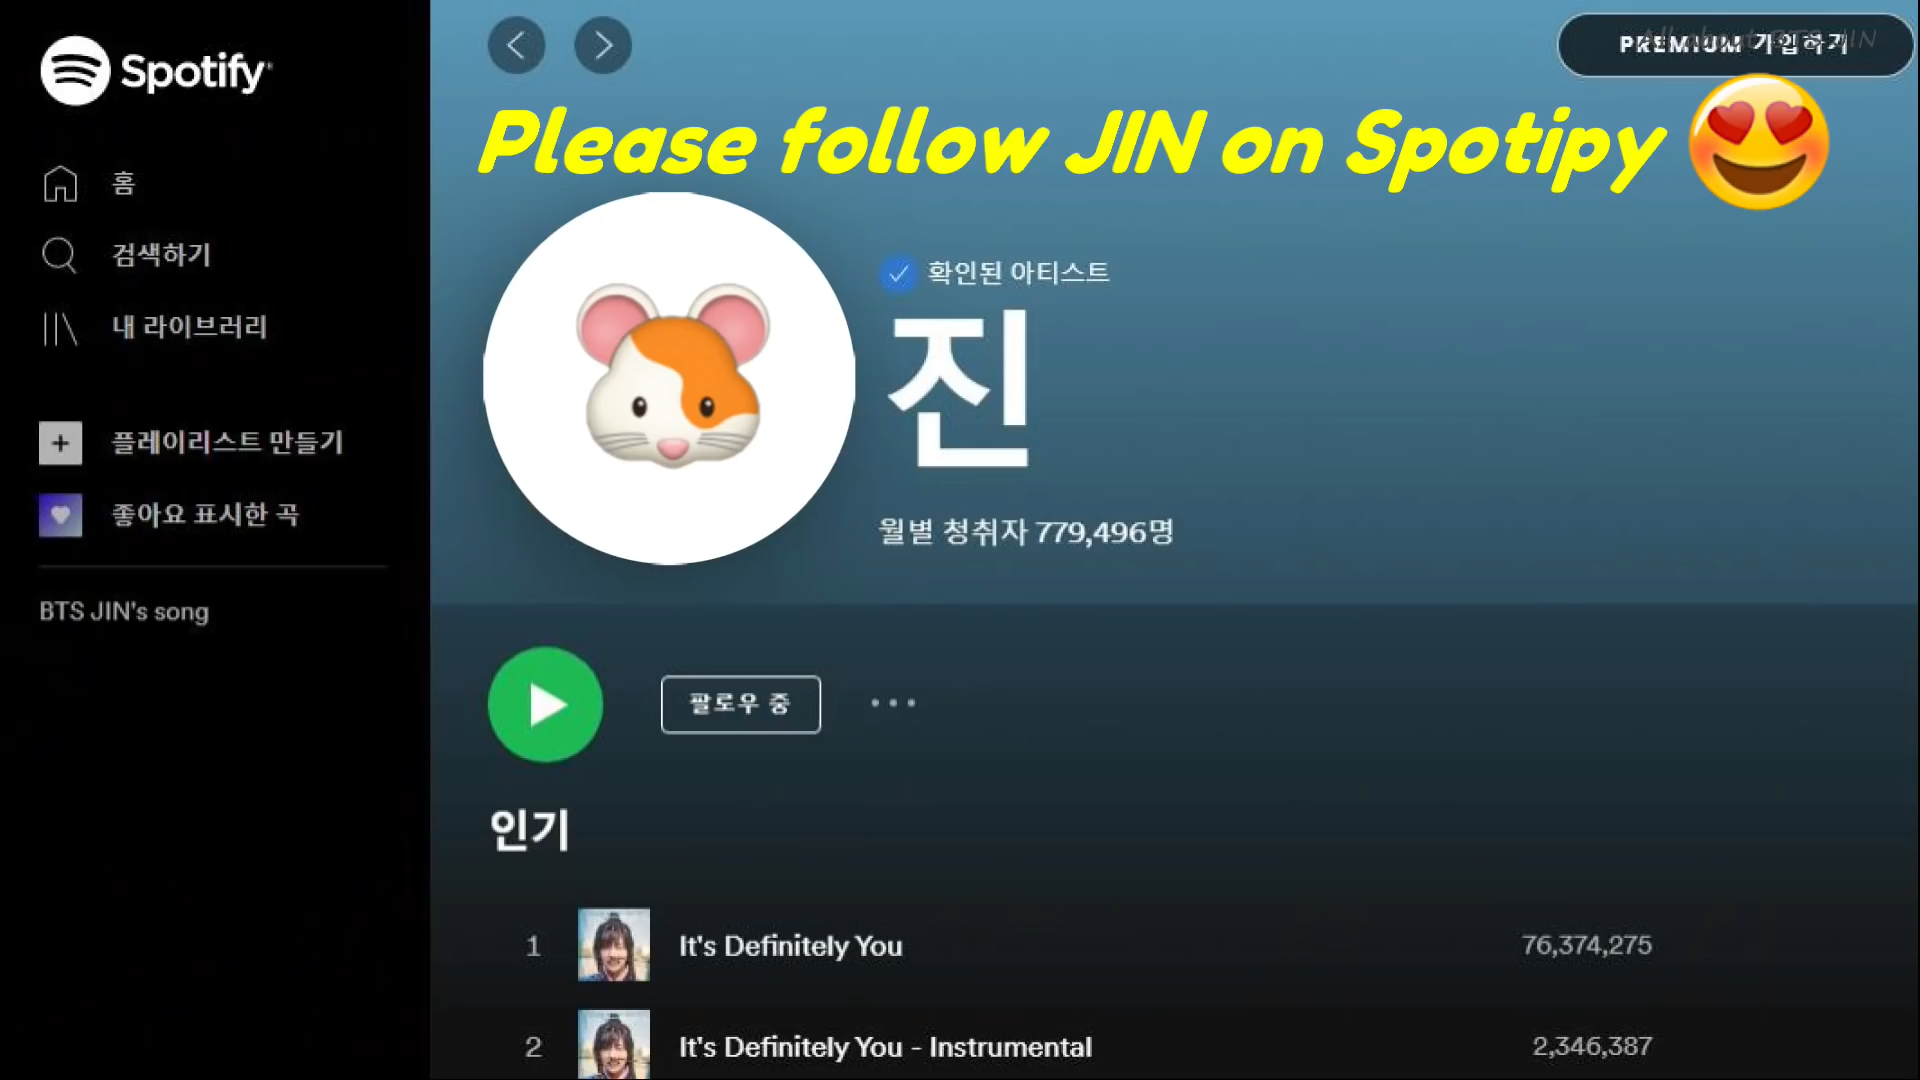 Spotify
PREMIUM 가입하기
All about BTS JIN
Please follow JIN on Spotipy
홈
검색하기
내 라이브러리
플레이리스트 만들기
좋아요 표시한 곡
BTS JIN's song
확인된 아티스트
진
월별 청취자 779,496명
팔로우 중
인기
1 It's Definitely You 76,374,275
2 It's Definitely You - Instrumental 2,346,387